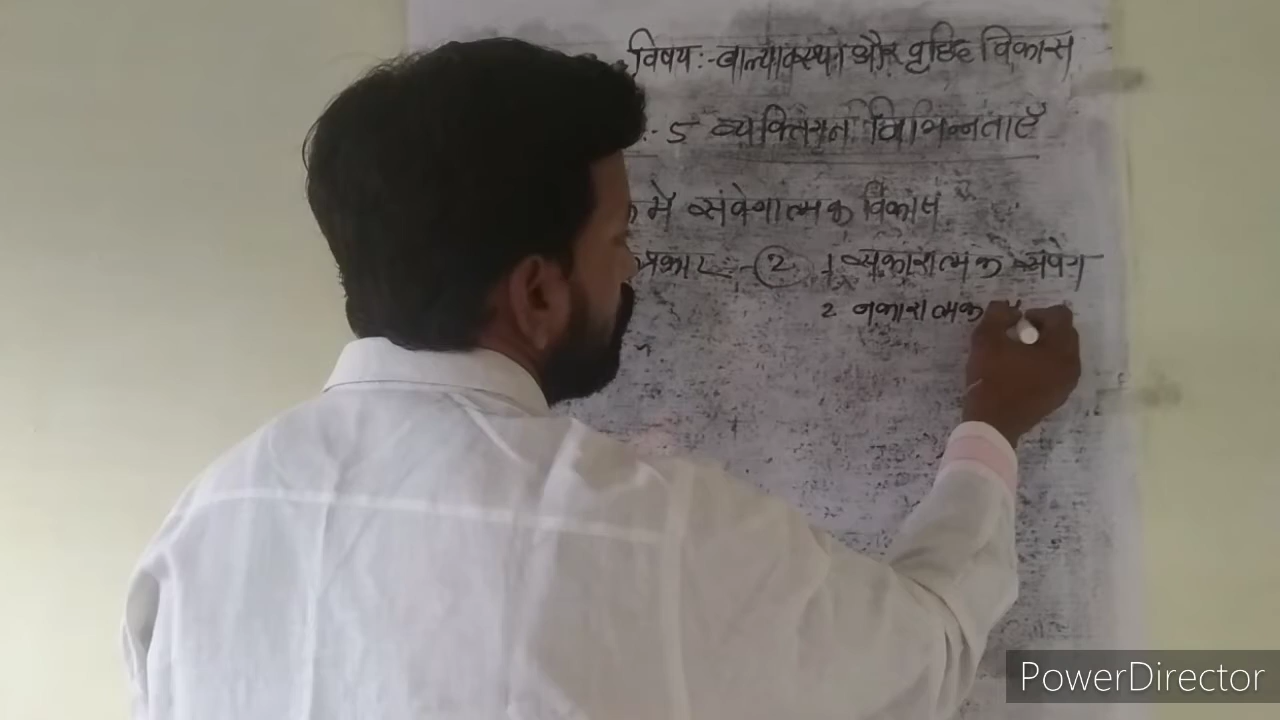 विषय:- बाल्यावस्था और वृद्धि विकास
:- 5 व्यक्तिगत विभिन्नताएँ
में संवेगात्मक विकास
प्रकार - 2 1 सकारात्मक संवेग
2 नकारात्मक
PowerDirector